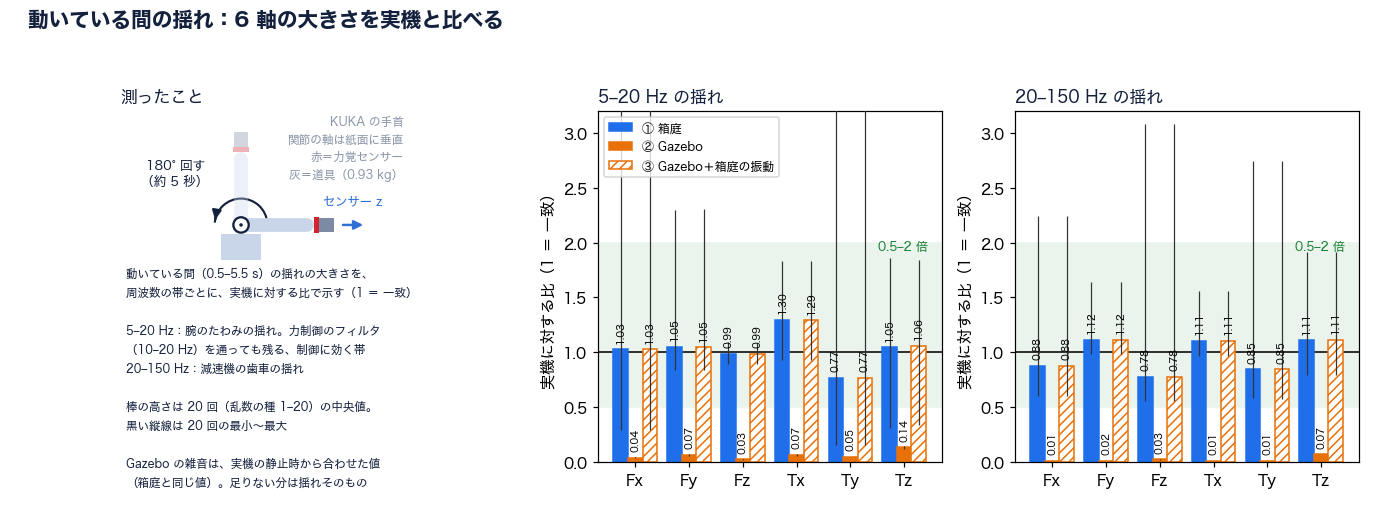 動いている間の揺れ：6 軸の大きさを実機と比べる
測ったこと
KUKA の手首
関節の軸は紙面に垂直
赤＝力覚センサー
灰＝道具（0.93 kg）
180° 回す
（約 5 秒）
センサー z
動いている間（0.5–5.5 s）の揺れの大きさを、
周波数の帯ごとに、実機に対する比で示す（1 ＝ 一致）
5–20 Hz：腕のたわみの揺れ。力制御のフィルタ
（10–20 Hz）を通っても残る、制御に効く帯
20–150 Hz：減速機の歯車の揺れ
棒の高さは 20 回（乱数の種 1–20）の中央値。
黒い縦線は 20 回の最小〜最大
Gazebo の雑音は、実機の静止時から合わせた値
（箱庭と同じ値）。足りない分は揺れそのもの
5–20 Hz の揺れ
① 箱庭
② Gazebo
③ Gazebo＋箱庭の振動
0.5–2 倍
実機に対する比（1 ＝ 一致）
3.0
2.5
2.0
1.5
1.0
0.5
0.0
1.03 0.04 1.03
1.05 0.07 1.05
0.99 0.03 0.99
1.30 0.07 1.29
0.77 0.05 0.77
1.05 0.14 1.06
Fx Fy Fz Tx Ty Tz
20–150 Hz の揺れ
0.5–2 倍
実機に対する比（1 ＝ 一致）
3.0
2.5
2.0
1.5
1.0
0.5
0.0
0.88 0.01 0.88
1.12 0.02 1.12
0.78 0.03 0.78
1.11 0.01 1.11
0.85 0.01 0.85
1.11 0.07 1.11
Fx Fy Fz Tx Ty Tz